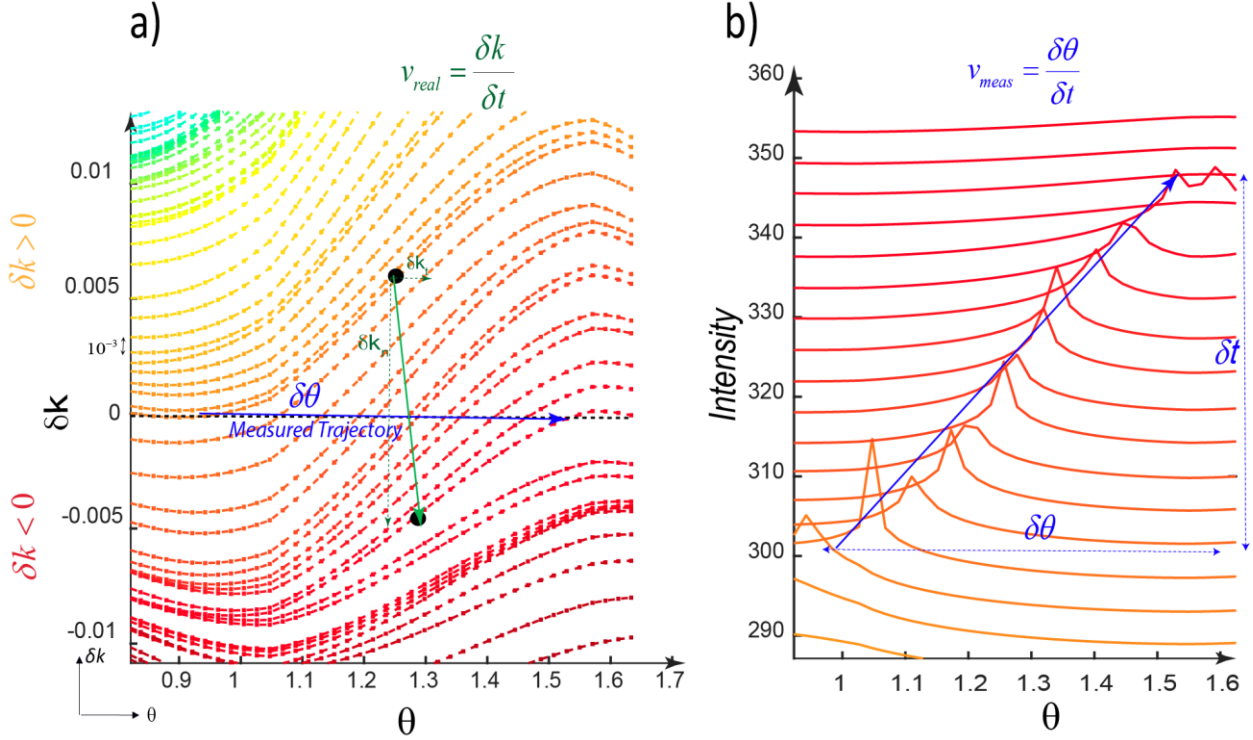 a)
v_real = δk/δt
0.01
0.005
10⁻³
0
-0.005
-0.01
δk > 0
δk < 0
δk
δk∥
δk
δθ
Measured Trajectory
δk
θ
0.9 1 1.1 1.2 1.3 1.4 1.5 1.6 1.7
θ
b)
v_meas = δθ/δt
360
350
340
330
320
310
300
290
Intensity
δt
δθ
1 1.1 1.2 1.3 1.4 1.5 1.6
θ